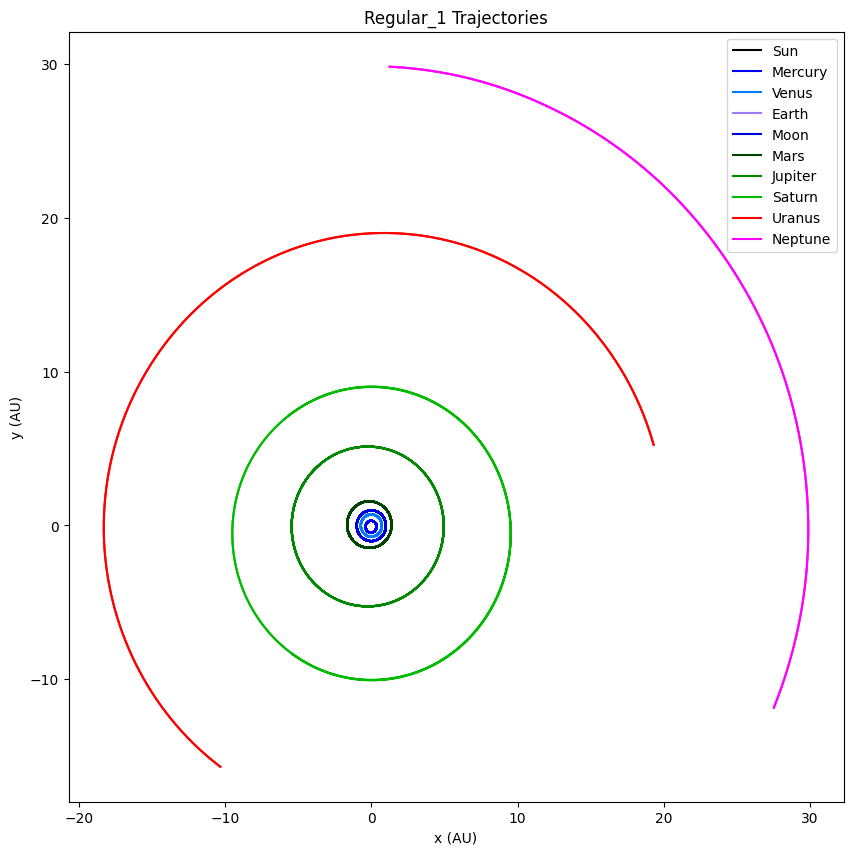 Regular_1 Trajectories
Sun
Mercury
Venus
Earth
Moon
Mars
Jupiter
Saturn
Uranus
Neptune
30
20
10
0
−10
y (AU)
−20
−10
0
10
20
30
x (AU)